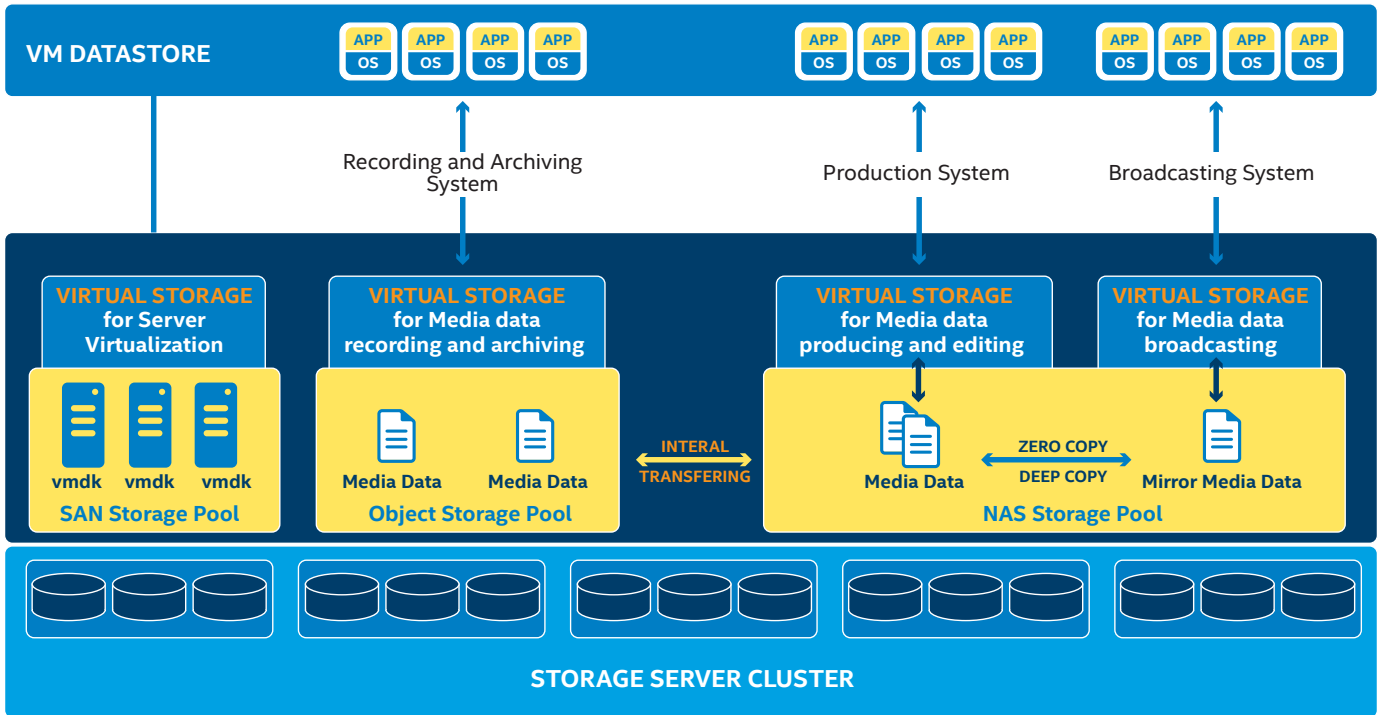 VM DATASTORE
APP APP APP APP APP APP APP APP APP APP APP APP
OS OS OS OS OS OS OS OS OS OS OS OS
Recording and Archiving
System
Production System
Broadcasting System
VIRTUAL STORAGE
for Server
Virtualization
VIRTUAL STORAGE
for Media data
recording and archiving
VIRTUAL STORAGE
for Media data
producing and editing
VIRTUAL STORAGE
for Media data
broadcasting
vmdk vmdk vmdk
SAN Storage Pool
Media Data Media Data
Object Storage Pool
INTERAL
TRANSFERING
Media Data
ZERO COPY
DEEP COPY
Mirror Media Data
NAS Storage Pool
STORAGE SERVER CLUSTER